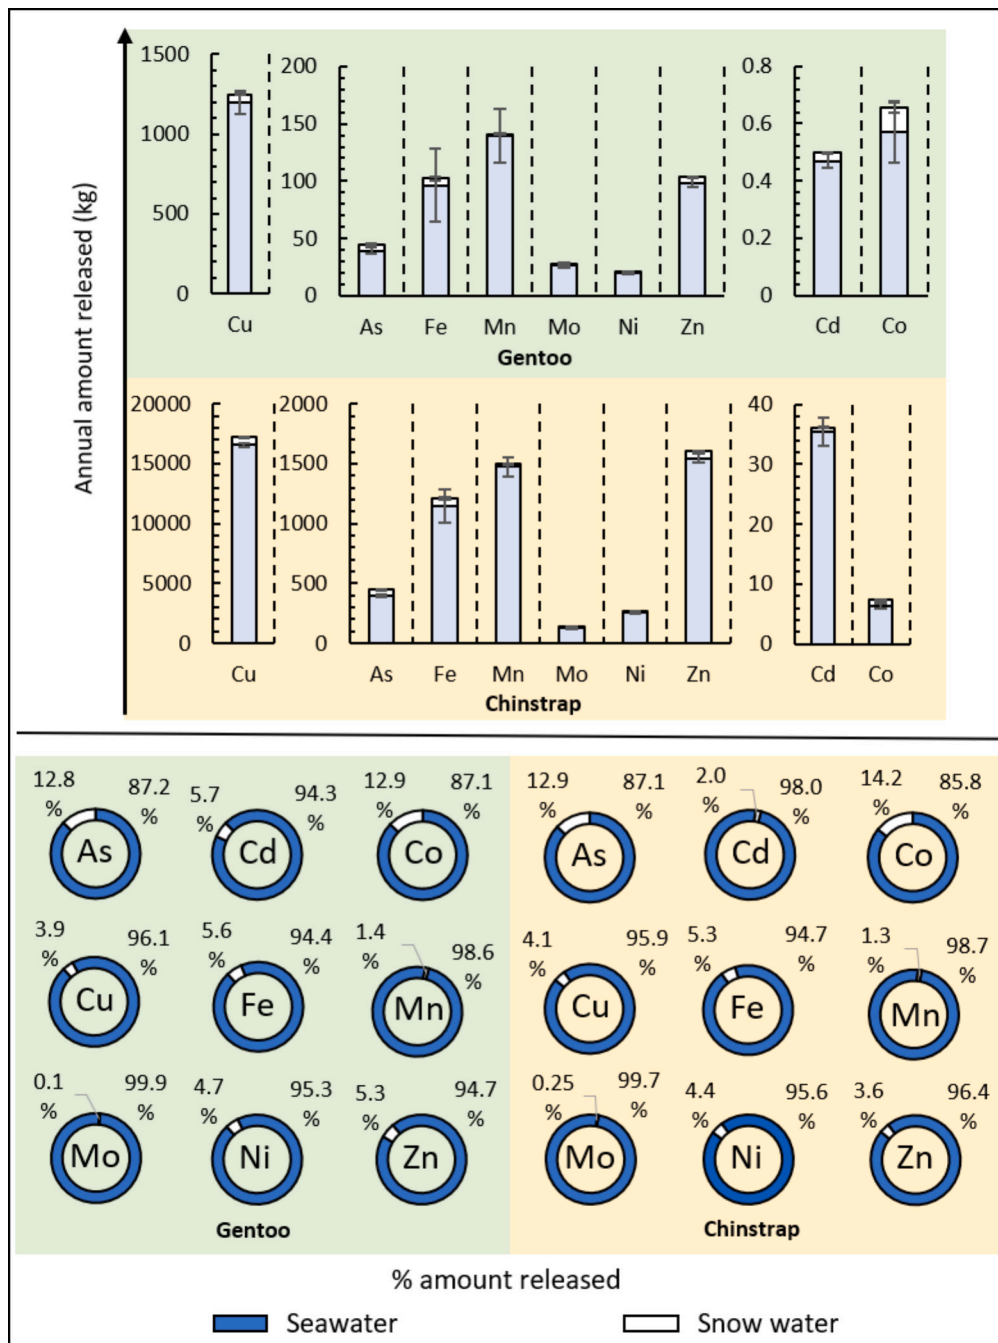 Annual amount released (kg)
1500
1000
500
0
Cu
200
150
100
50
0
As Fe Mn Mo Ni Zn
0.8
0.6
0.4
0.2
0
Cd Co
Gentoo
20000
15000
10000
5000
0
Cu
2000
1500
1000
500
0
As Fe Mn Mo Ni Zn
40
30
20
10
0
Cd Co
Chinstrap
12.8 % 87.2 % As
5.7 % 94.3 % Cd
12.9 % 87.1 % Co
3.9 % 96.1 % Cu
5.6 % 94.4 % Fe
1.4 % 98.6 % Mn
0.1 % 99.9 % Mo
4.7 % 95.3 % Ni
5.3 % 94.7 % Zn
Gentoo
12.9 % 87.1 % As
2.0 % 98.0 % Cd
14.2 % 85.8 % Co
4.1 % 95.9 % Cu
5.3 % 94.7 % Fe
1.3 % 98.7 % Mn
0.25 % 99.7 % Mo
4.4 % 95.6 % Ni
3.6 % 96.4 % Zn
Chinstrap
% amount released
Seawater
Snow water